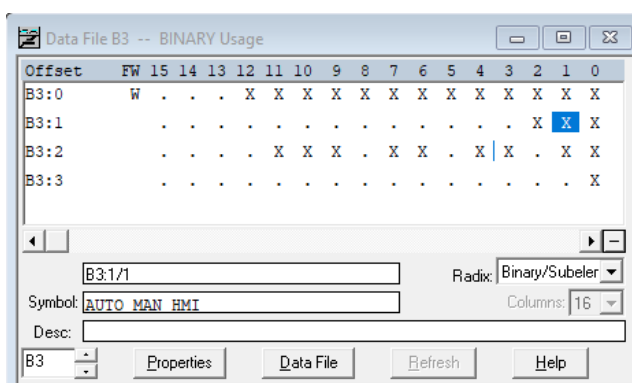 Data File B3 -- BINARY Usage
Offset FW 15 14 13 12 11 10 9 8 7 6 5 4 3 2 1 0
B3:0 W . . . X X X X X X X X X X X X X
B3:1 . . . . . . . . . . . . . X X X
B3:2 . . . . X X X . X X . X X . X X
B3:3 . . . . . . . . . . . . . . . X
B3:1/1
Radix: Binary/Subeler
Symbol: AUTO MAN HMI
Columns: 16
Desc:
B3 Properties Data File Refresh Help